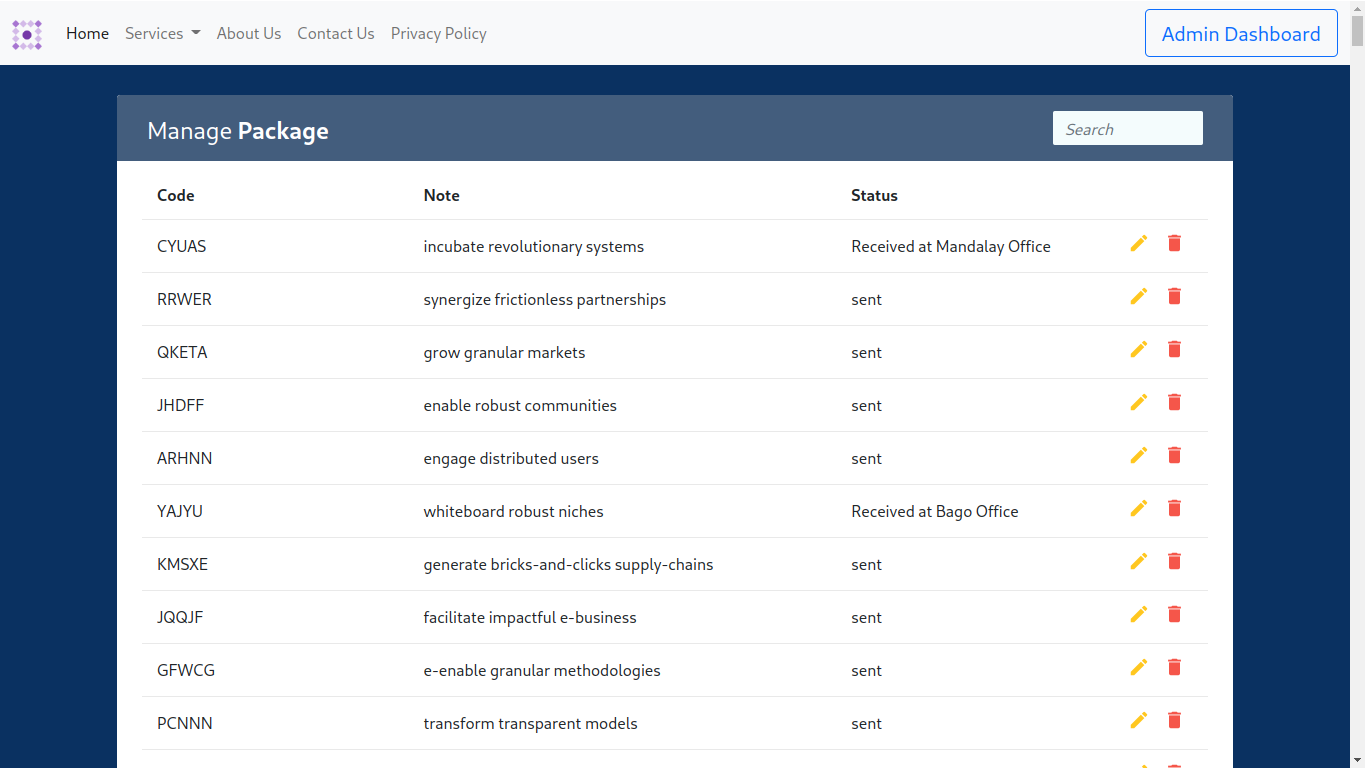 Home Services About Us Contact Us Privacy Policy Admin Dashboard
Manage Package Search
Code Note Status
CYUAS incubate revolutionary systems Received at Mandalay Office
RRWER synergize frictionless partnerships sent
QKETA grow granular markets sent
JHDFF enable robust communities sent
ARHNN engage distributed users sent
YAJYU whiteboard robust niches Received at Bago Office
KMSXE generate bricks-and-clicks supply-chains sent
JQQJF facilitate impactful e-business sent
GFWCG e-enable granular methodologies sent
PCNNN transform transparent models sent